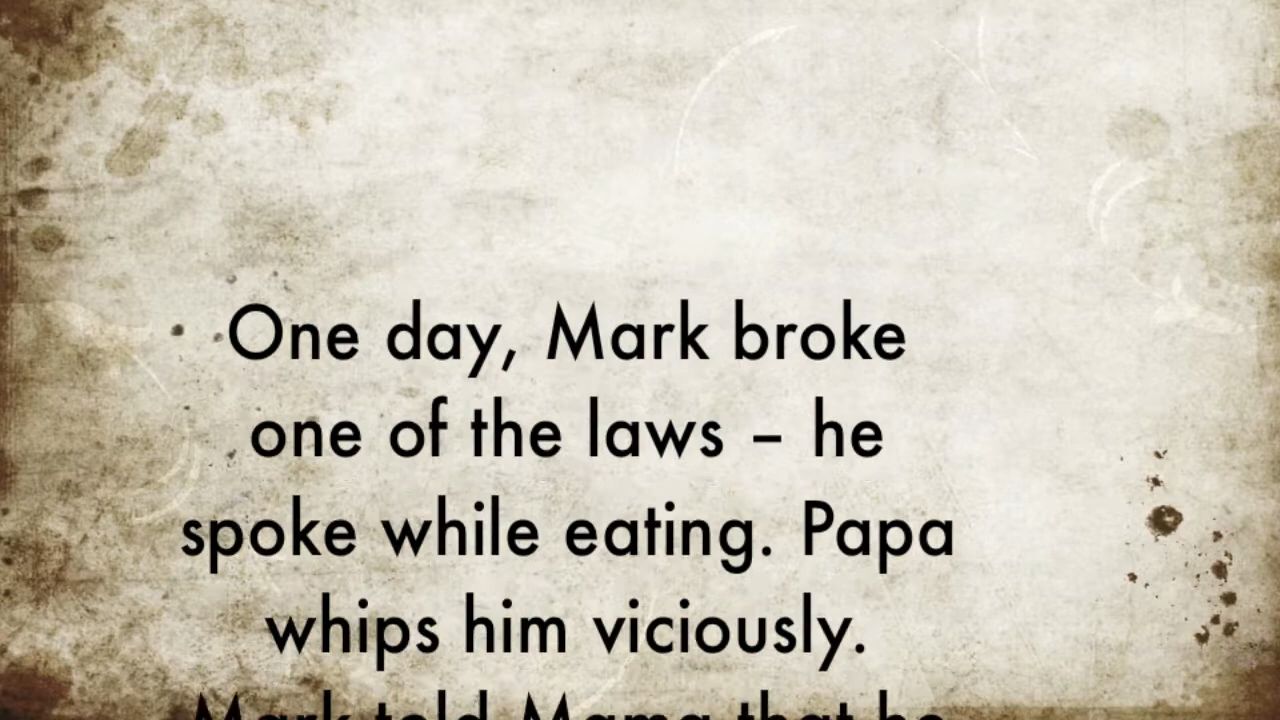 One day, Mark broke
one of the laws – he
spoke while eating. Papa
whips him viciously.
Mark told Mama that he